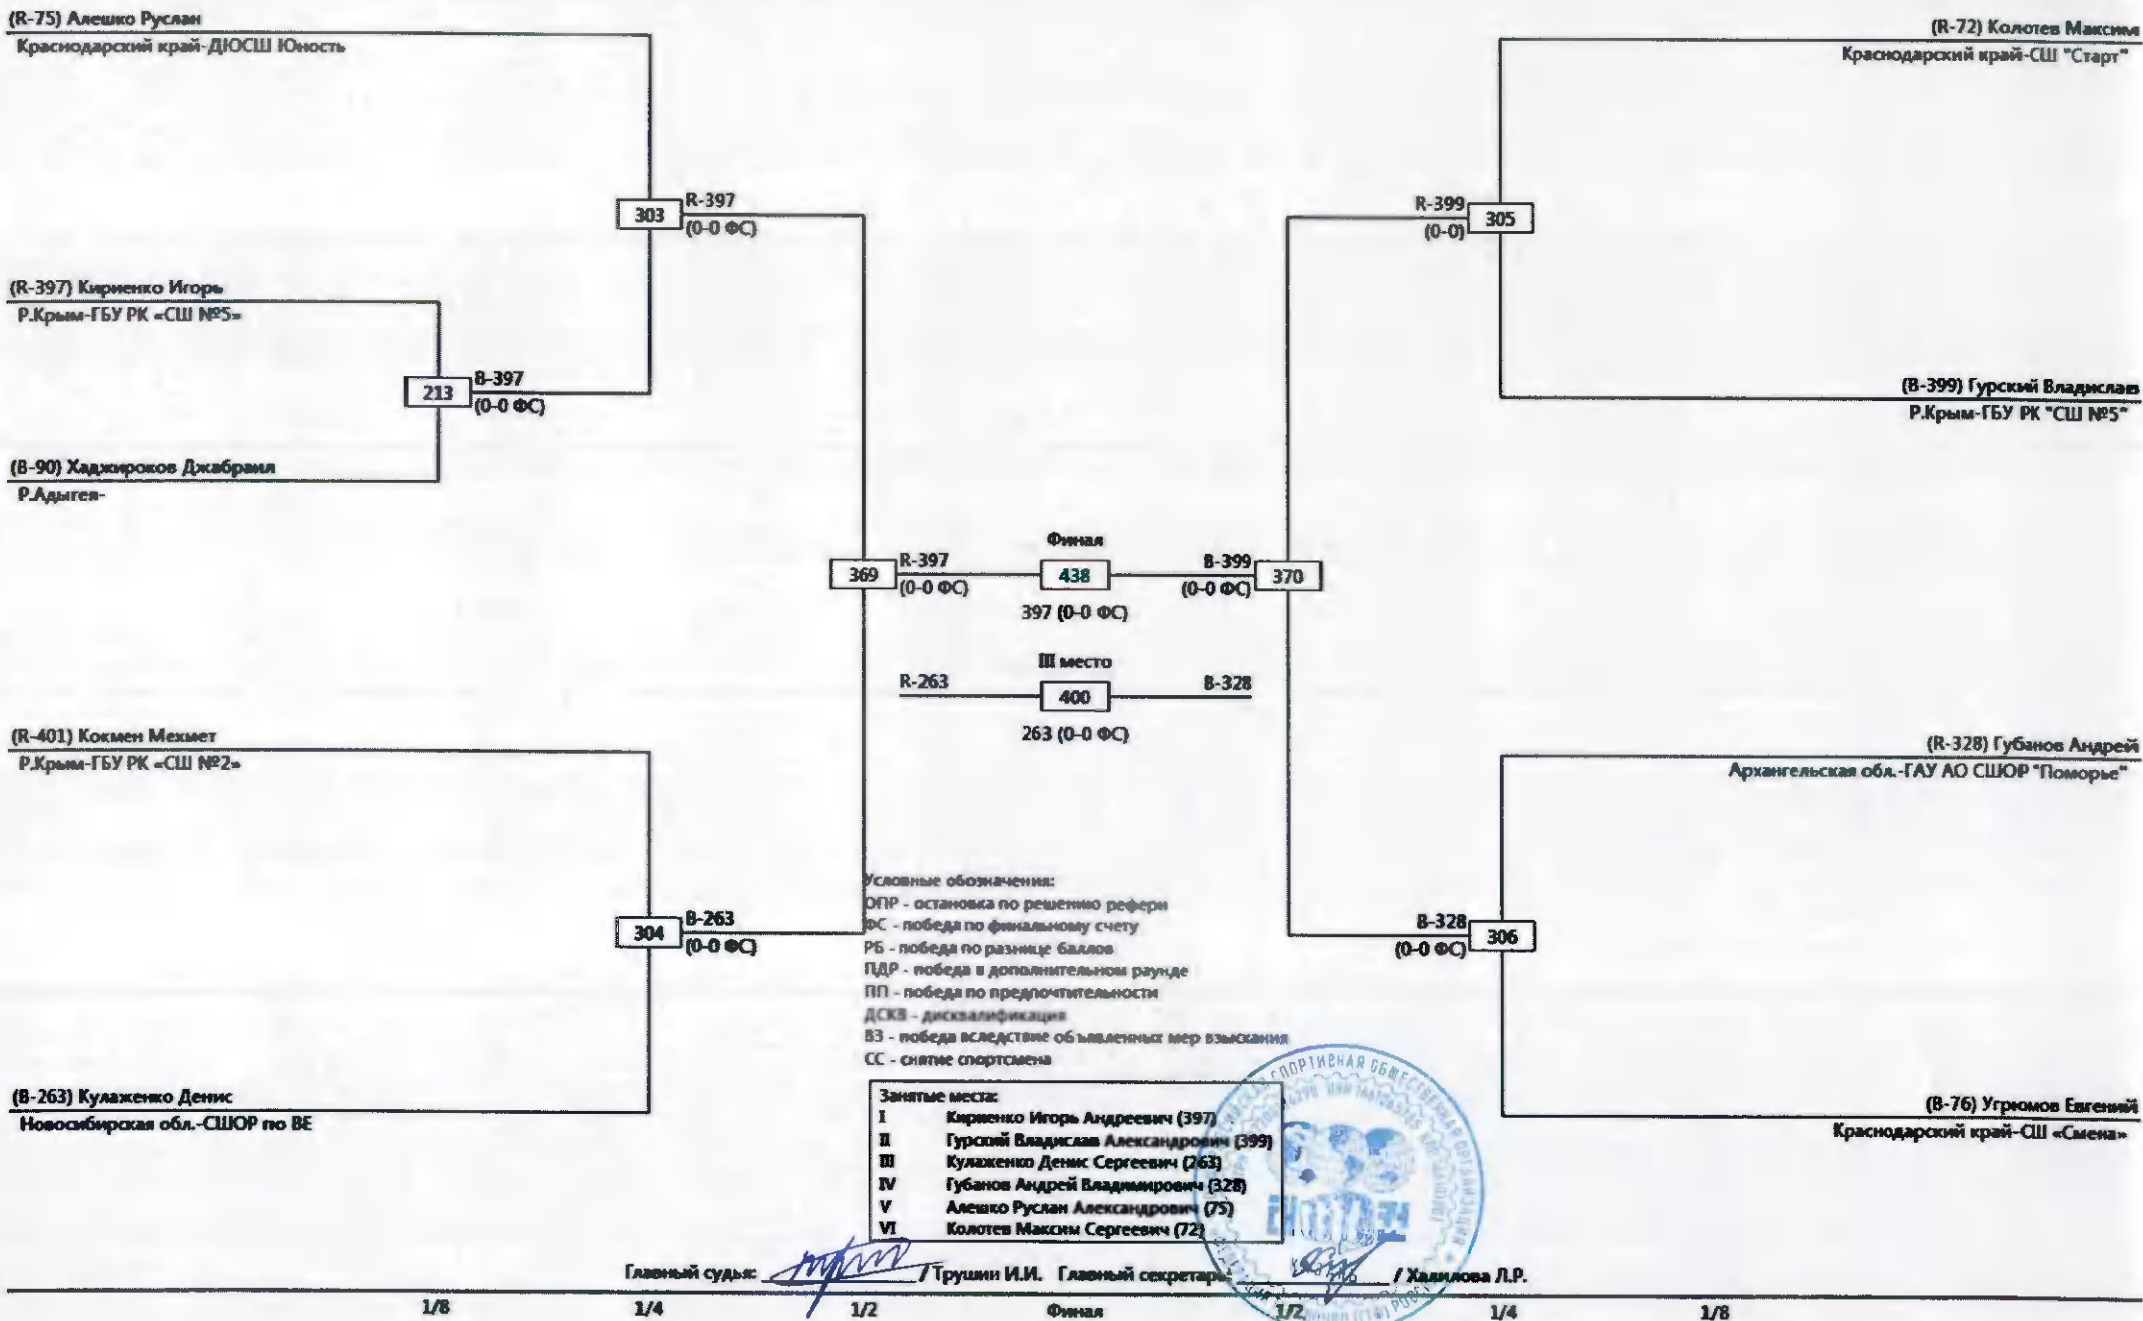 (R-75) Алешко Руслан
Краснодарский край-ДЮСШ Юность
(R-72) Колотев Максим
Краснодарский край-СШ "Старт"
303
R-397
(0-0 ФС)
R-399
(0-0)
305
(R-397) Кириенко Игорь
Р.Крым-ГБУ РК «СШ №5»
213
B-397
(0-0 ФС)
(B-90) Хаджироков Джабраил
Р.Адыгея-
(B-399) Гурский Владислав
Р.Крым-ГБУ РК "СШ №5"
369
R-397
(0-0 ФС)
Финал
438
397 (0-0 ФС)
B-399
(0-0 ФС)
370
III место
R-263
400
B-328
263 (0-0 ФС)
(R-401) Кокмен Мехмет
Р.Крым-ГБУ РК «СШ №2»
(R-328) Губанов Андрей
Архангельская обл.-ГАУ АО СШОР "Поморье"
304
B-263
(0-0 ФС)
B-328
(0-0 ФС)
306
Условные обозначения:
ОПР - остановка по решению рефери
ФС - победа по финальному счету
РБ - победа по разнице баллов
ПДР - победа в дополнительном раунде
ПП - победа по предпочтительности
ДСКВ - дисквалификация
ВЗ - победа вследствие объявленных мер взыскания
СС - снятие спортсмена
(B-263) Кулаженко Денис
Новосибирская обл.-СШОР по ВЕ
(B-76) Угрюмов Евгений
Краснодарский край-СШ «Смена»
Занятые места:
I Кириенко Игорь Андреевич (397)
II Гурский Владислав Александрович (399)
III Кулаженко Денис Сергеевич (263)
IV Губанов Андрей Владимирович (328)
V Алешко Руслан Александрович (75)
VI Колотев Максим Сергеевич (72)
СПОРТИВНАЯ ОБЩЕСТВЕННАЯ ОРГАНИЗАЦИЯ
Главный судья: / Трушин И.И. Главный секретарь: / Халилова Л.Р.
1/8 1/4 1/2 Финал 1/2 1/4 1/8